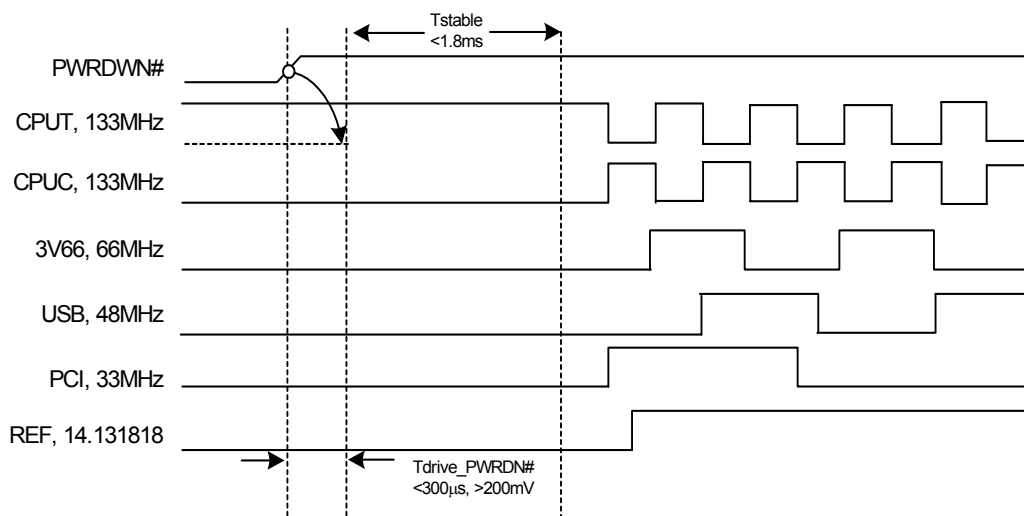 Tstable
<1.8ms
PWRDWN#
CPUT, 133MHz
CPUC, 133MHz
3V66, 66MHz
USB, 48MHz
PCI, 33MHz
REF, 14.131818
Tdrive_PWRDN#
<300µs, >200mV